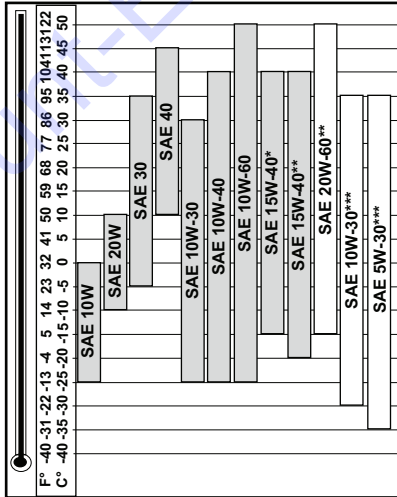 F° -40 -31 -22 -13 -4 5 14 23 32 41 50 59 68 77 86 95 104 113 122
C° -40 -35 -30 -25 -20 -15 -10 -5 0 5 10 15 20 25 30 35 40 45 50
SAE 10W
SAE 20W
SAE 30
SAE 40
SAE 10W-30
SAE 10W-40
SAE 10W-60
SAE 15W-40*
SAE 15W-40**
SAE 20W-60**
SAE 10W-30***
SAE 5W-30***